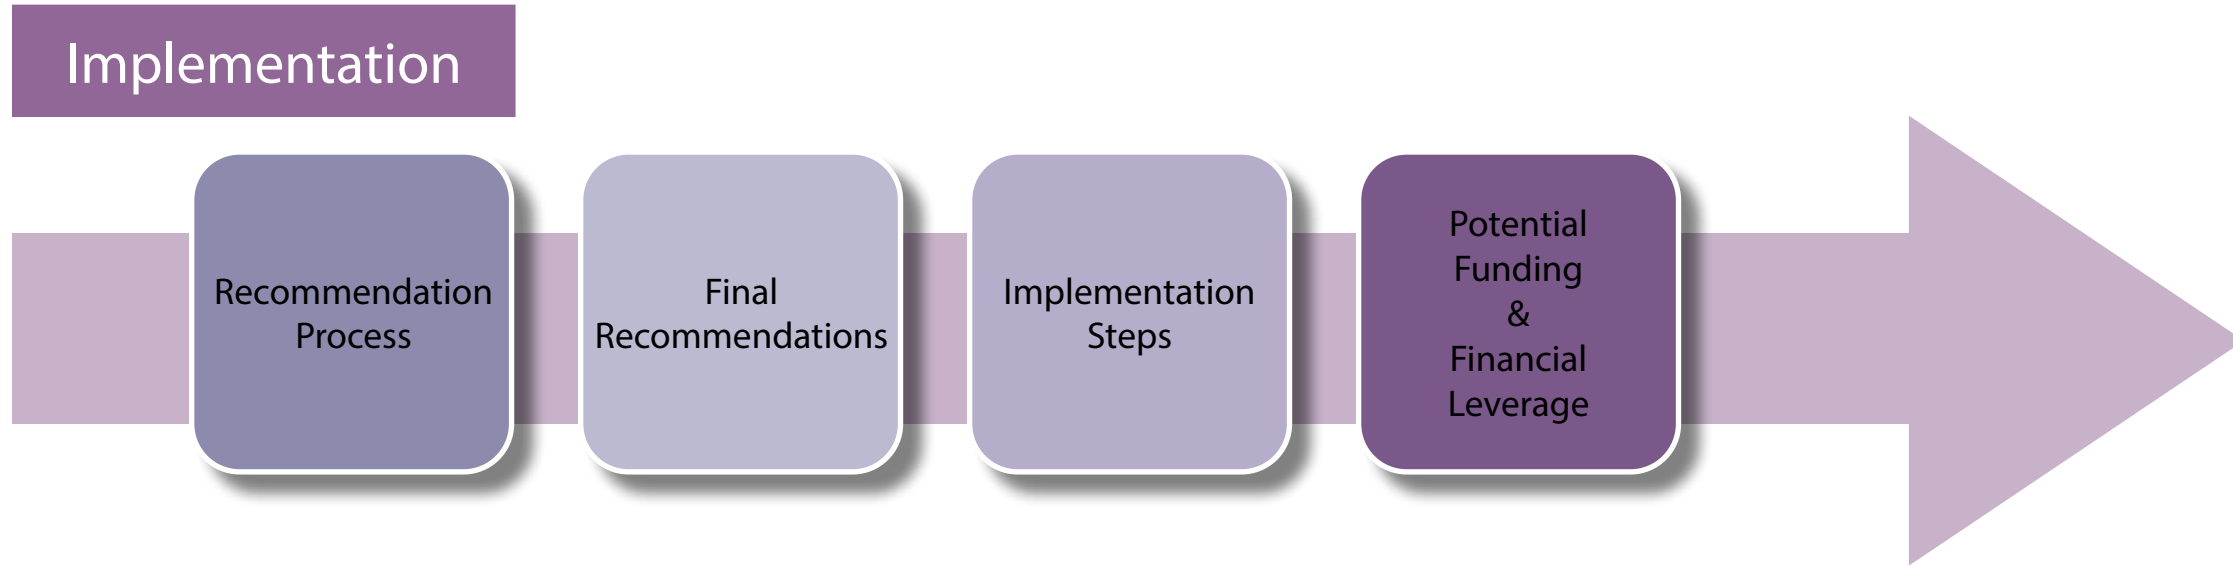 Implementation
Recommendation
Process
Final
Recommendations
Implementation
Steps
Potential
Funding
&
Financial
Leverage